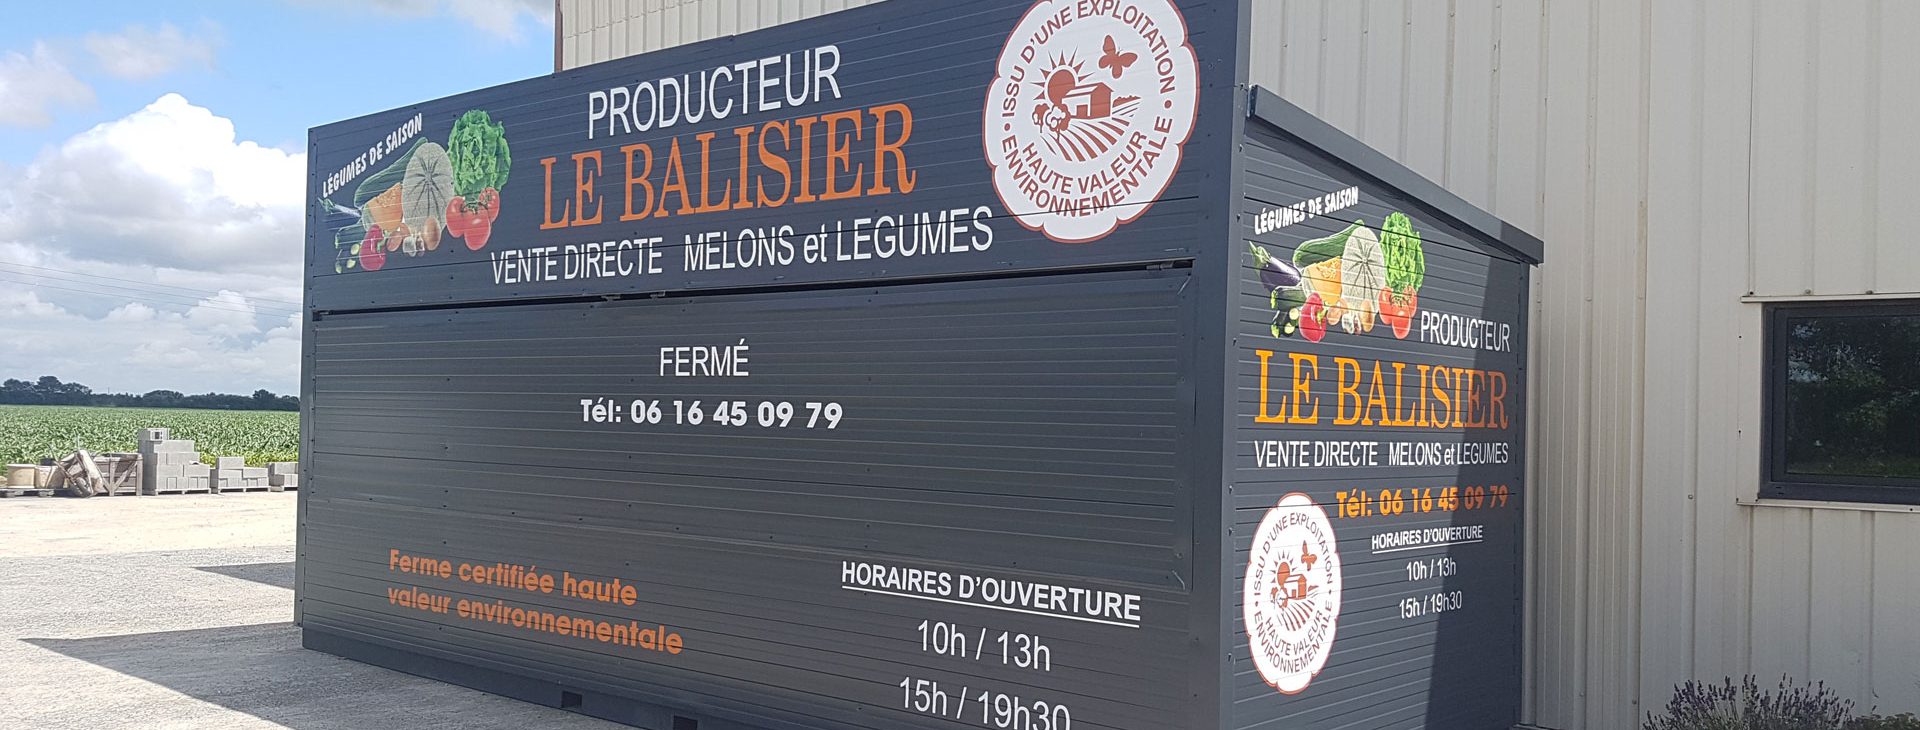 LÉGUMES DE SAISON
PRODUCTEUR
LE BALISIER
VENTE DIRECTE MELONS et LEGUMES
• ISSU D'UNE EXPLOITATION •
HAUTE VALEUR
ENVIRONNEMENTALE
FERMÉ
Tél: 06 16 45 09 79
Ferme certifiée haute
valeur environnementale
HORAIRES D'OUVERTURE
10h / 13h
15h / 19h30
LÉGUMES DE SAISON
PRODUCTEUR
LE BALISIER
VENTE DIRECTE MELONS et LEGUMES
Tél: 06 16 45 09 79
• ISSU D'UNE EXPLOITATION •
HAUTE VALEUR
ENVIRONNEMENTALE
HORAIRES D'OUVERTURE
10h / 13h
15h / 19h30